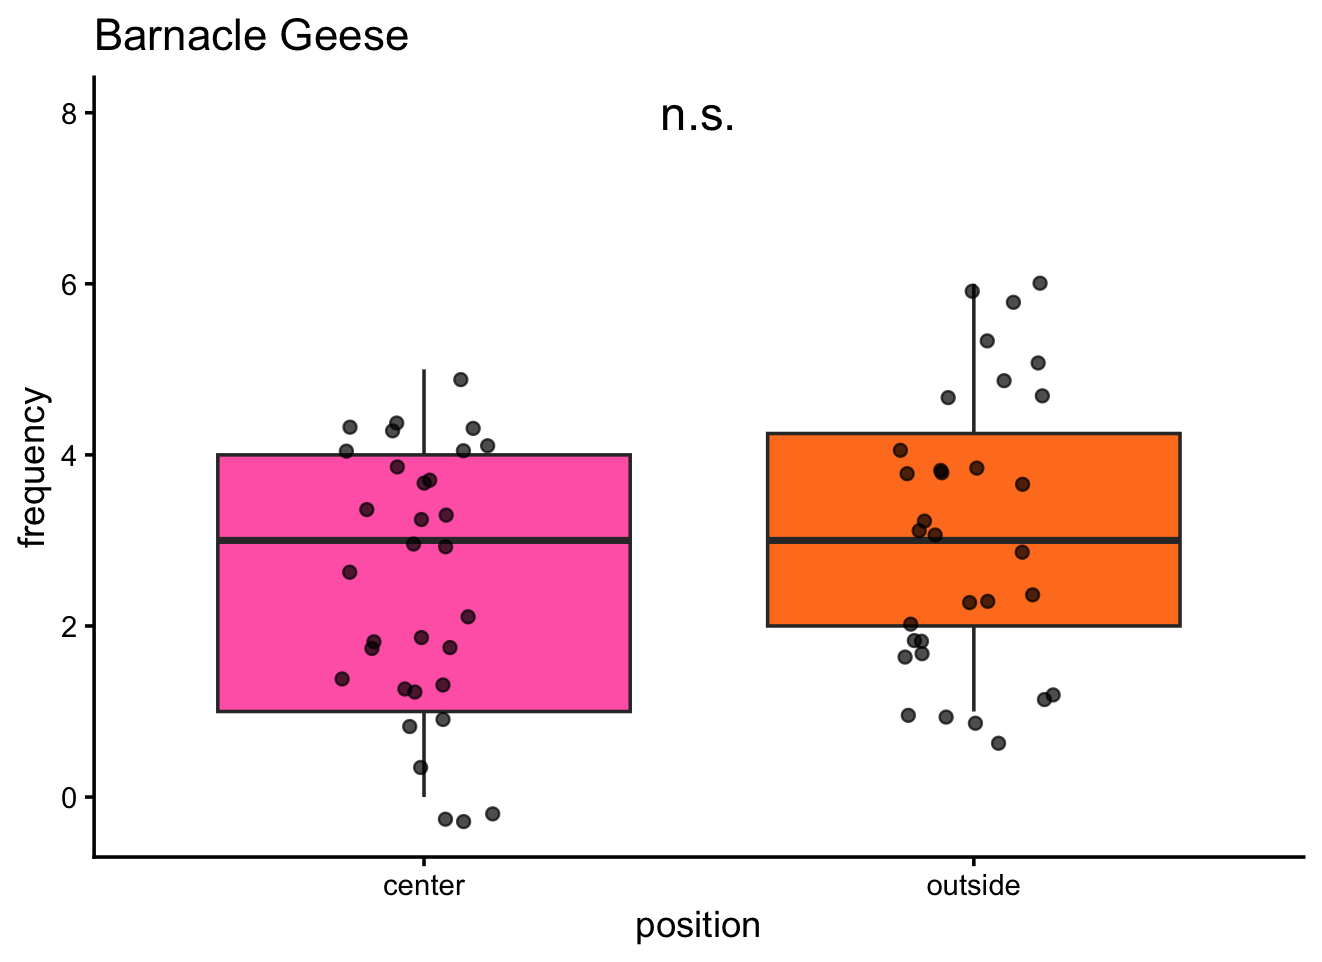 Barnacle Geese
n.s.
8
6
4
2
0
frequency
center
outside
position